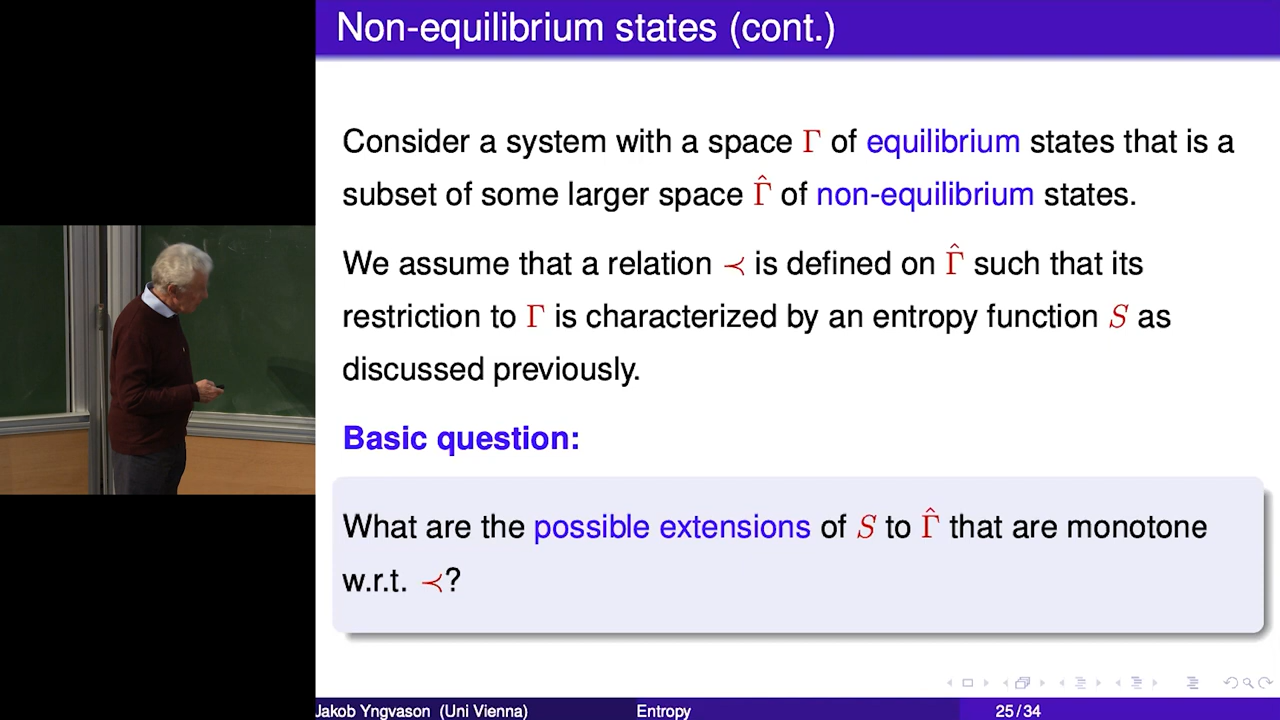 Non-equilibrium states (cont.)
Consider a system with a space Γ of equilibrium states that is a
subset of some larger space Γ̂ of non-equilibrium states.
We assume that a relation ≺ is defined on Γ̂ such that its
restriction to Γ is characterized by an entropy function S as
discussed previously.
Basic question:
What are the possible extensions of S to Γ̂ that are monotone
w.r.t. ≺?
Jakob Yngvason (Uni Vienna) Entropy 25/34